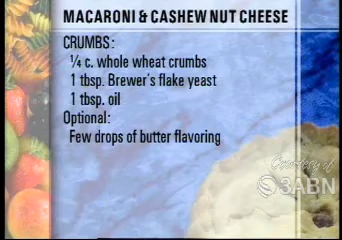 MACARONI & CASHEW NUT CHEESE
CRUMBS:
¼ c. whole wheat crumbs
1 tbsp. Brewer's flake yeast
1 tbsp. oil
Optional:
Few drops of butter flavoring
Courtesy of
3ABN